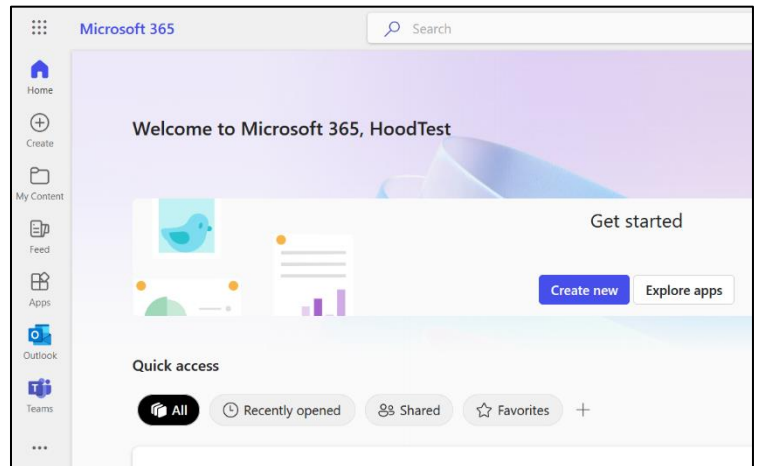 Microsoft 365
Search
Home
Create
My Content
Feed
Apps
Outlook
Teams
Welcome to Microsoft 365, HoodTest
Get started
Create new
Explore apps
Quick access
All
Recently opened
Shared
Favorites